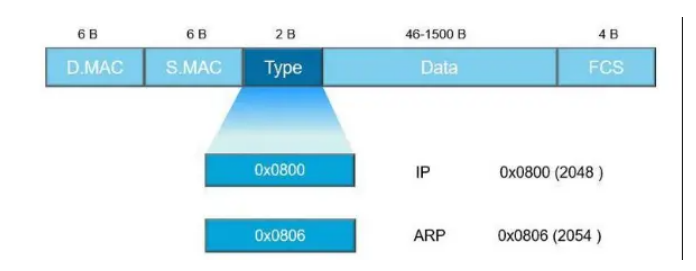 6 B 6 B 2 B 46-1500 B 4 B
D.MAC S.MAC Type Data FCS
0x0800 IP 0x0800 (2048 )
0x0806 ARP 0x0806 (2054 )